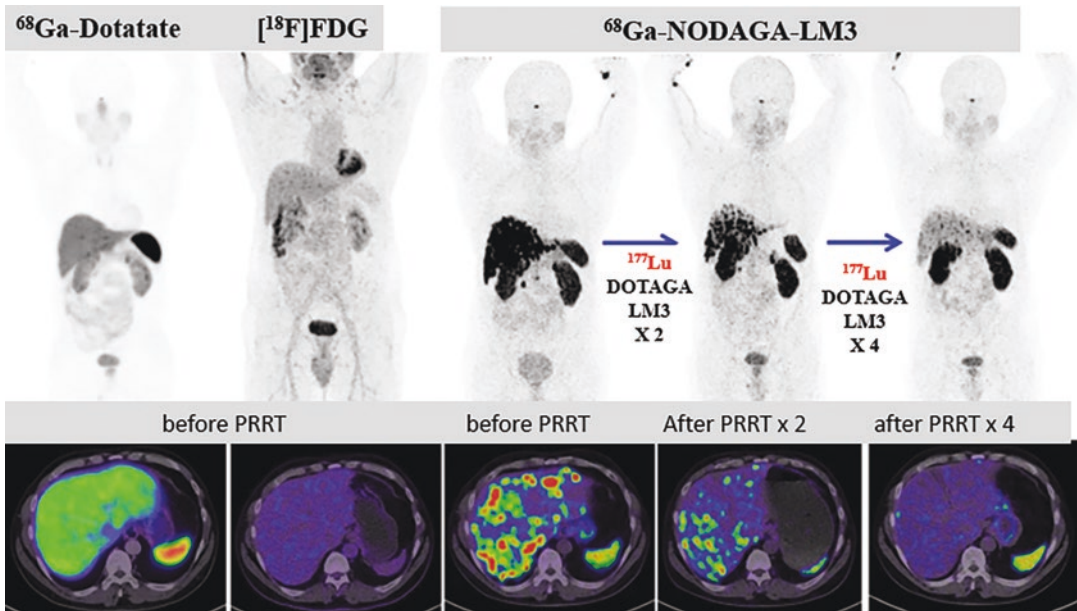 ⁶⁸Ga-Dotatate
[¹⁸F]FDG
⁶⁸Ga-NODAGA-LM3
¹⁷⁷Lu
DOTAGA
LM3
X 2
¹⁷⁷Lu
DOTAGA
LM3
X 4
before PRRT
before PRRT
After PRRT x 2
after PRRT x 4